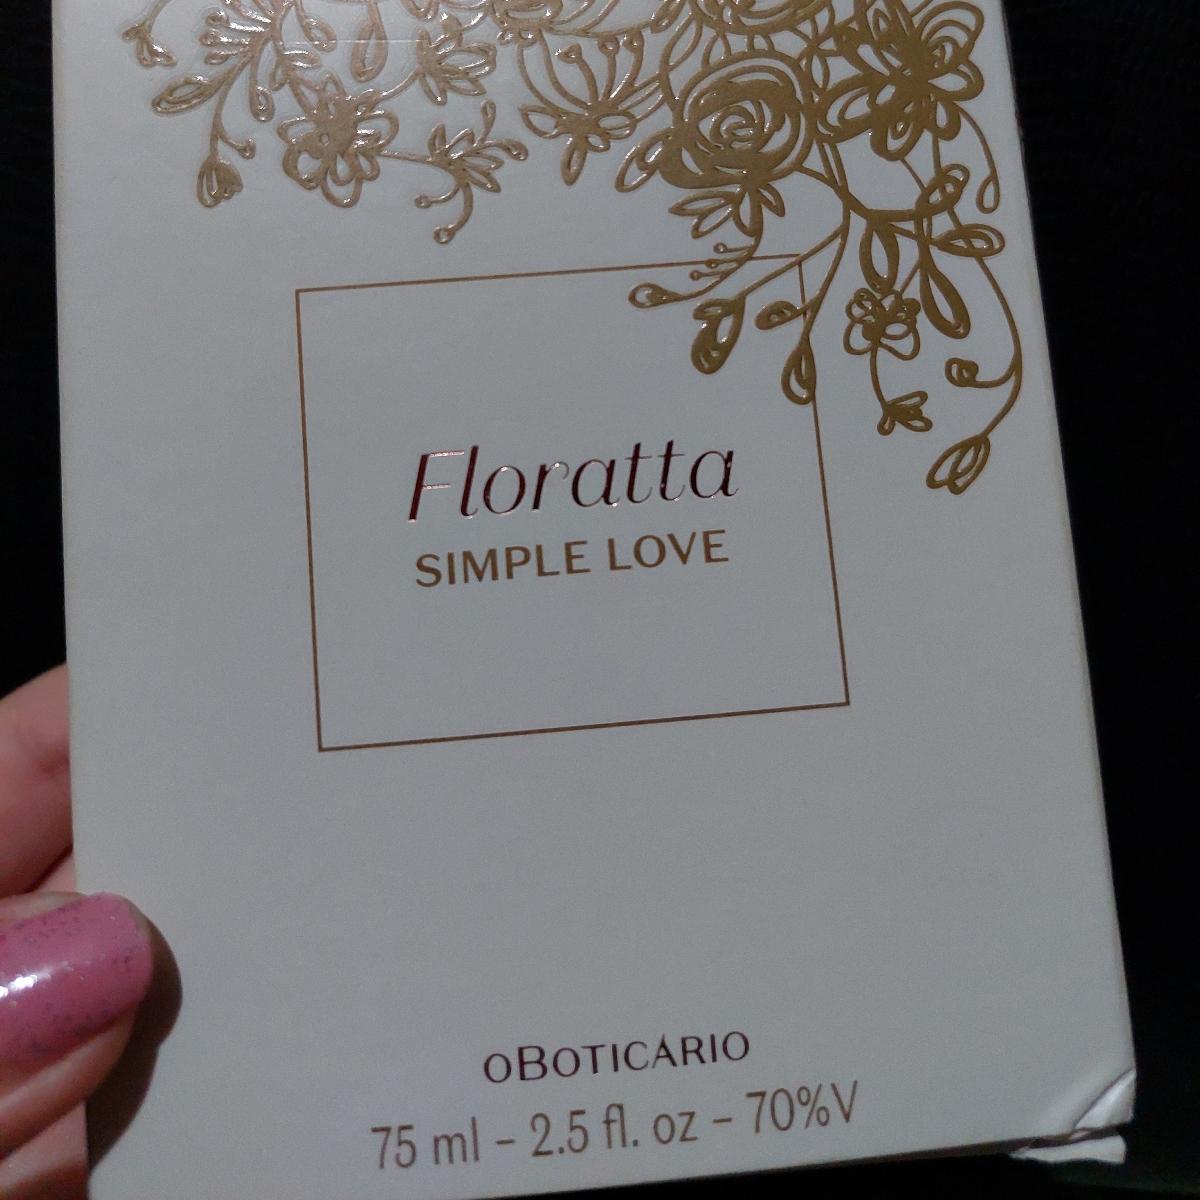 Floratta
SIMPLE LOVE
OBOTICÁRIO
75 ml – 2.5 fl. oz – 70%V